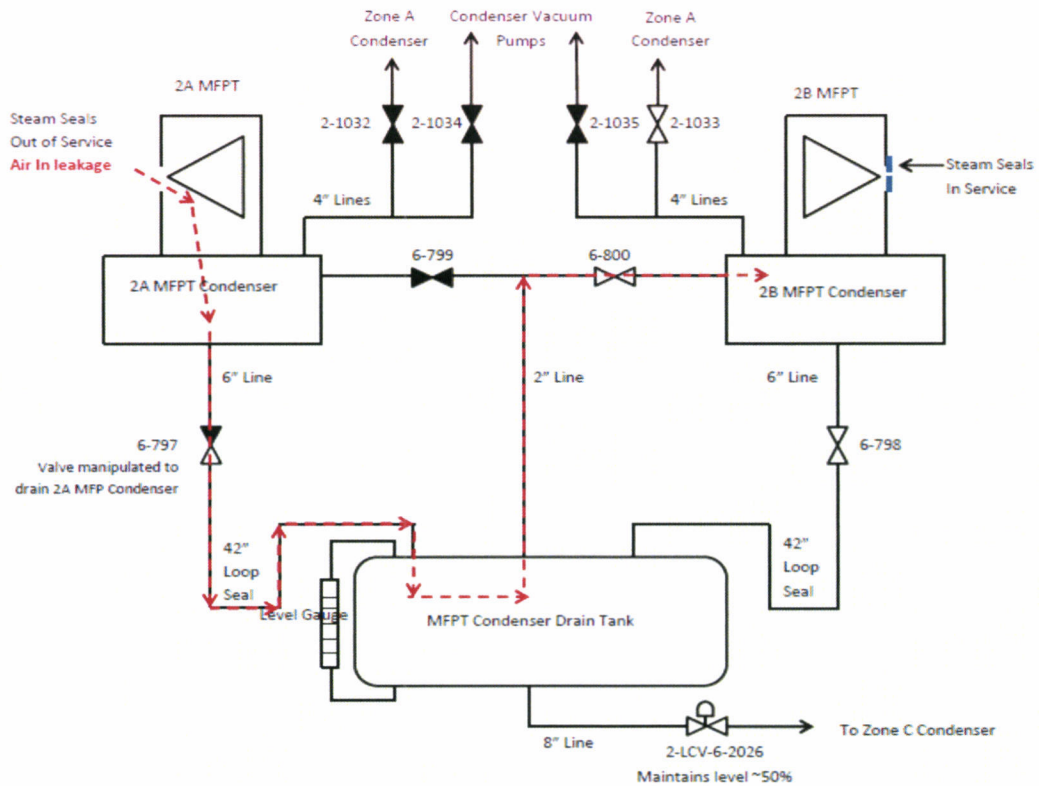 Zone A
Condenser
Condenser Vacuum
Pumps
Zone A
Condenser
2A MFPT
2B MFPT
Steam Seals
Out of Service
Air In leakage
2-1032
2-1034
2-1035
2-1033
Steam Seals
In Service
4" Lines
4" Lines
6-799
6-800
2A MFPT Condenser
2B MFPT Condenser
6" Line
2" Line
6" Line
6-797
Valve manipulated to
drain 2A MFP Condenser
6-798
42"
Loop
Seal
42"
Loop
Seal
Level Gauge
MFPT Condenser Drain Tank
8" Line
2-LCV-6-2026
Maintains level ~50%
To Zone C Condenser